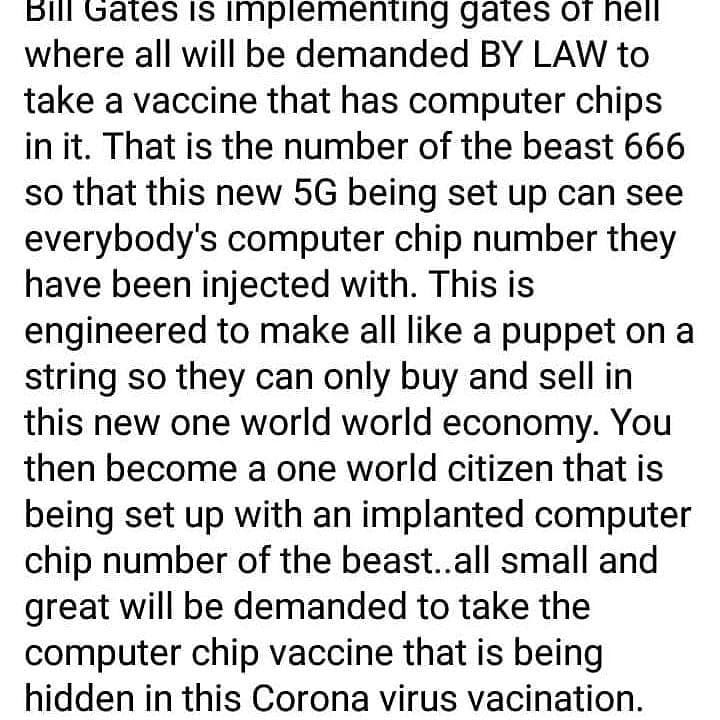 Bill Gates is implementing gates of hell
where all will be demanded BY LAW to
take a vaccine that has computer chips
in it. That is the number of the beast 666
so that this new 5G being set up can see
everybody's computer chip number they
have been injected with. This is
engineered to make all like a puppet on a
string so they can only buy and sell in
this new one world world economy. You
then become a one world citizen that is
being set up with an implanted computer
chip number of the beast..all small and
great will be demanded to take the
computer chip vaccine that is being
hidden in this Corona virus vacination.